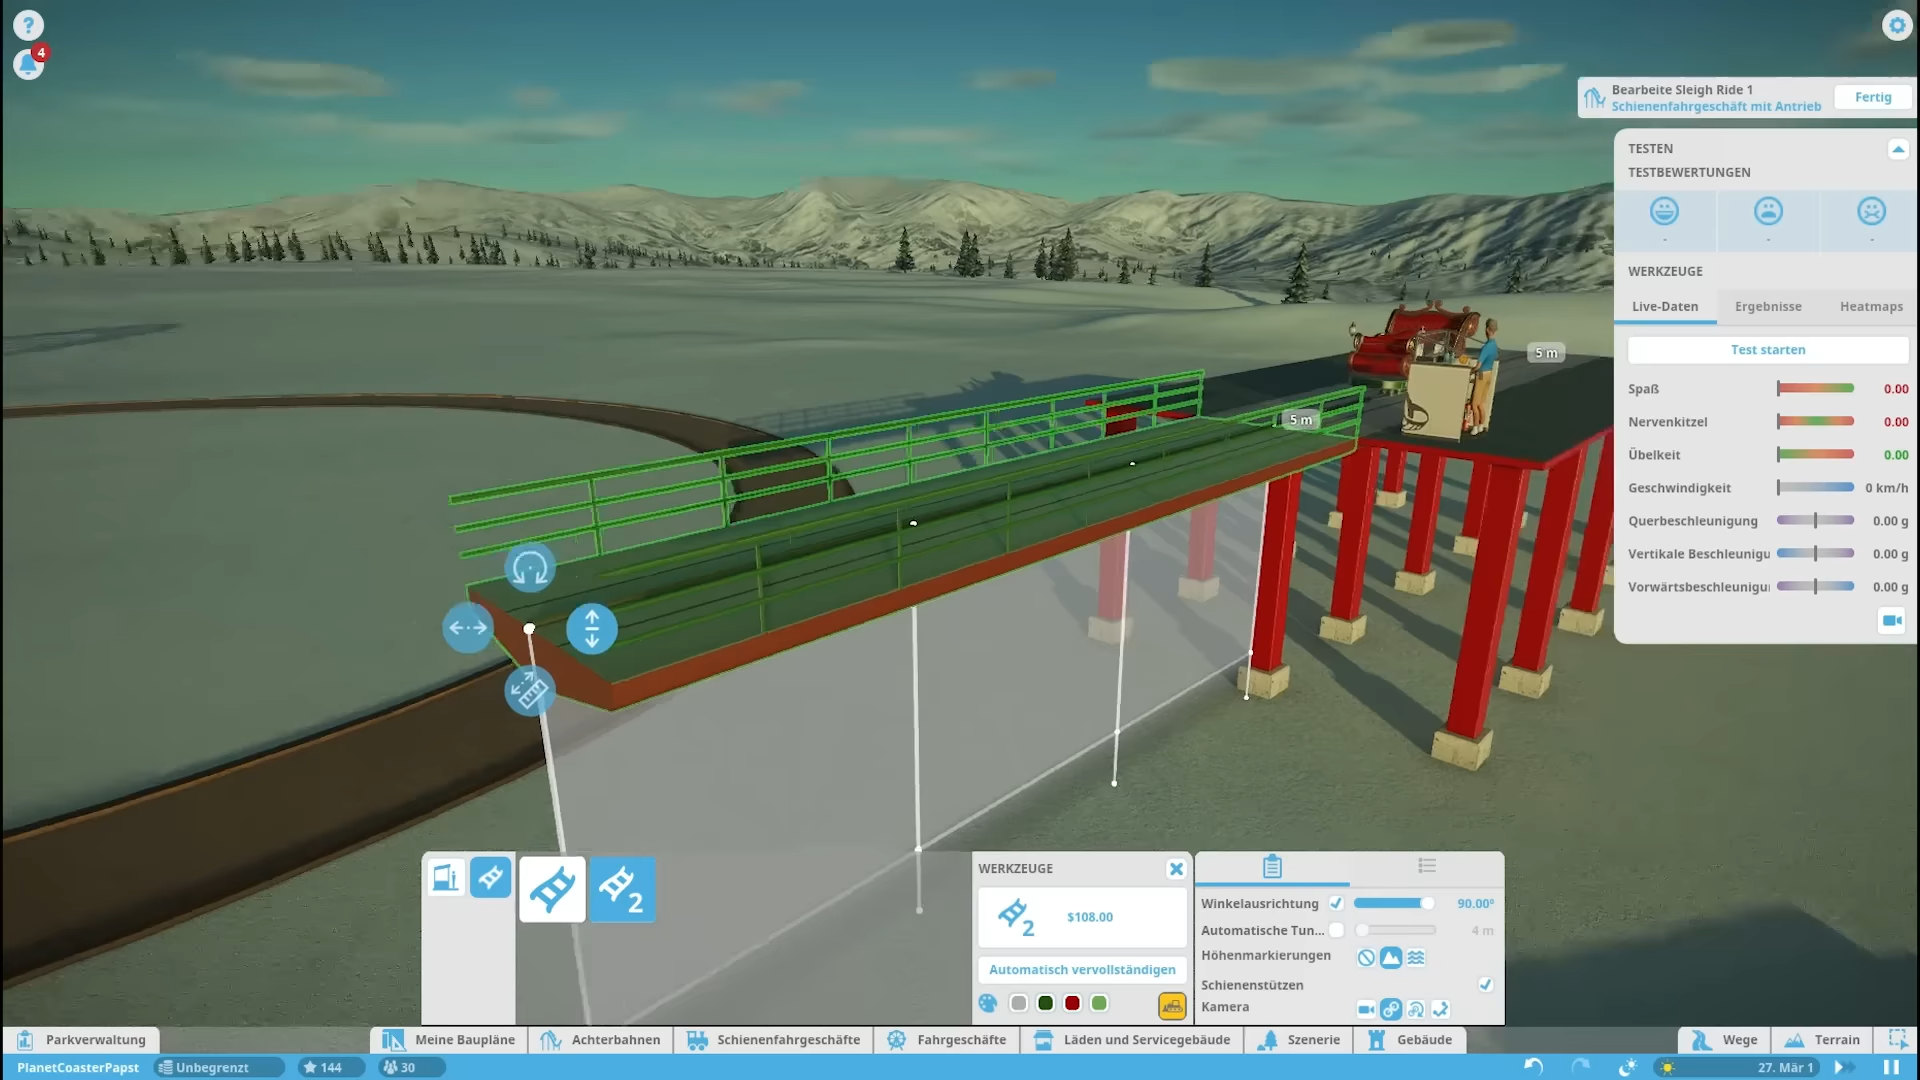 ?
4
Bearbeite Sleigh Ride 1
Schienenfahrgeschäft mit Antrieb
Fertig
TESTEN
TESTBEWERTUNGEN
- - -
WERKZEUGE
Live-Daten Ergebnisse Heatmaps
Test starten
Spaß 0.00
Nervenkitzel 0.00
Übelkeit 0.00
Geschwindigkeit 0 km/h
Querbeschleunigung 0.00 g
Vertikale Beschleunigu 0.00 g
Vorwärtsbeschleunigu 0.00 g
5 m
5 m
2
WERKZEUGE
2 $108.00
Automatisch vervollständigen
Winkelausrichtung 90.00°
Automatische Tun... 4 m
Höhenmarkierungen
Schienenstützen
Kamera
Parkverwaltung Meine Baupläne Achterbahnen Schienenfahrgeschäfte Fahrgeschäfte Läden und Servicegebäude Szenerie Gebäude Wege Terrain
PlanetCoasterPapst Unbegrenzt 144 30 27. Mär 1